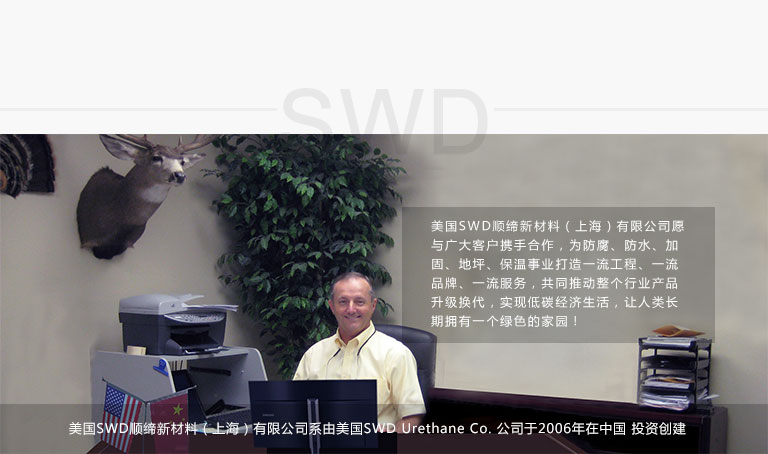 SWD
美国SWD顺缔新材料（上海）有限公司愿
与广大客户携手合作，为防腐、防水、加
固、地坪、保温事业打造一流工程、一流
品牌、一流服务，共同推动整个行业产品
升级换代，实现低碳经济生活，让人类长
期拥有一个绿色的家园！
美国SWD顺缔新材料（上海）有限公司系由美国SWD Urethane Co. 公司于2006年在中国 投资创建